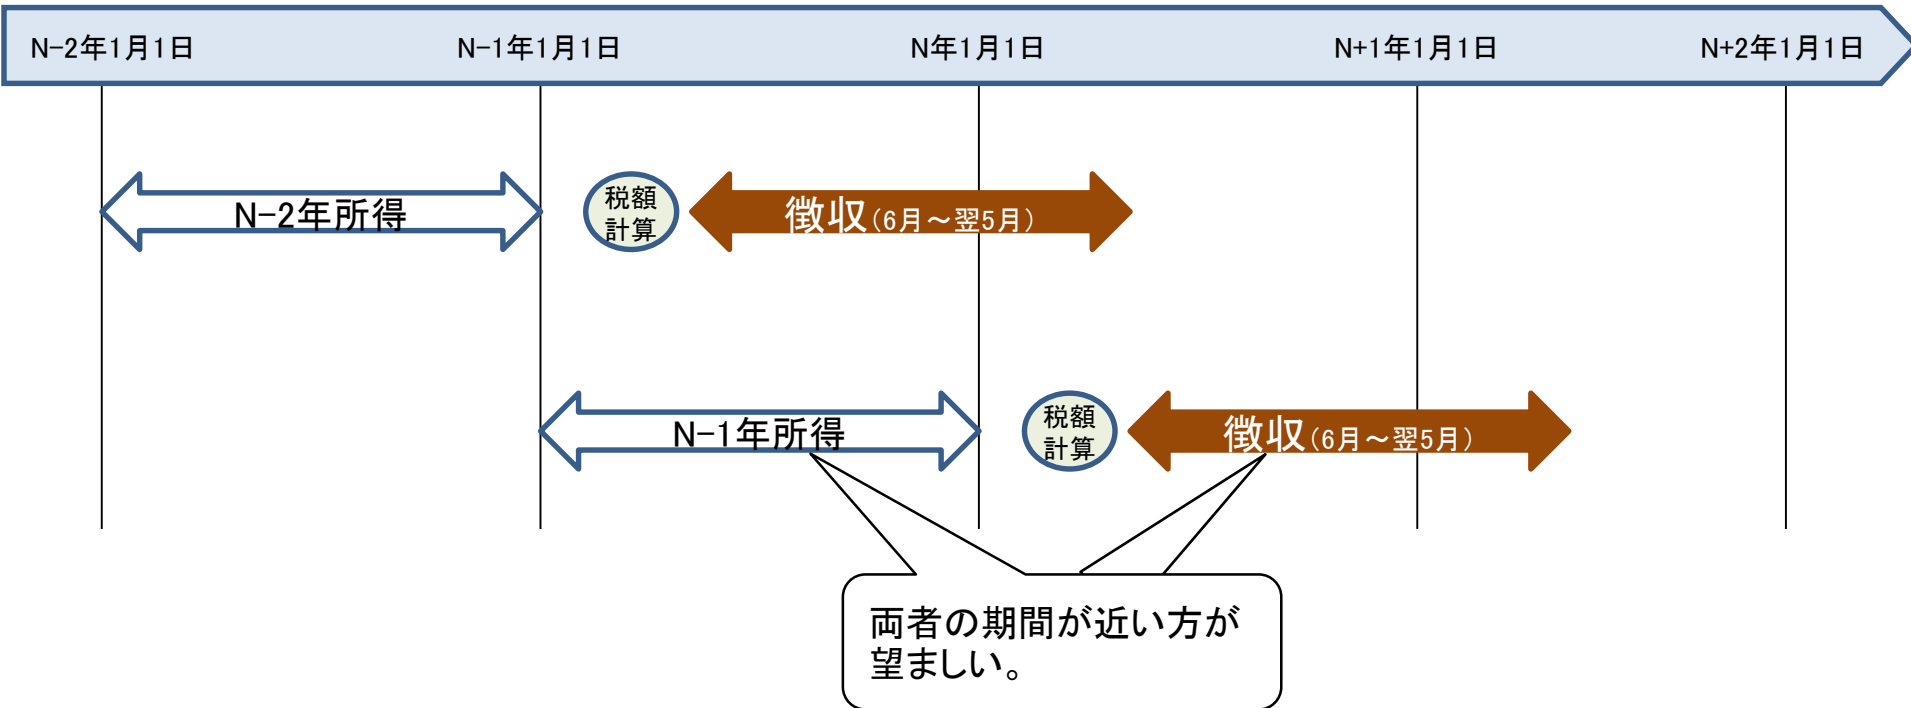 N-2年1月1日
N-1年1月1日
N年1月1日
N+1年1月1日
N+2年1月1日
N-2年所得
税額
計算
徴収(6月～翌5月)
N-1年所得
税額
計算
徴収(6月～翌5月)
両者の期間が近い方が
望ましい。